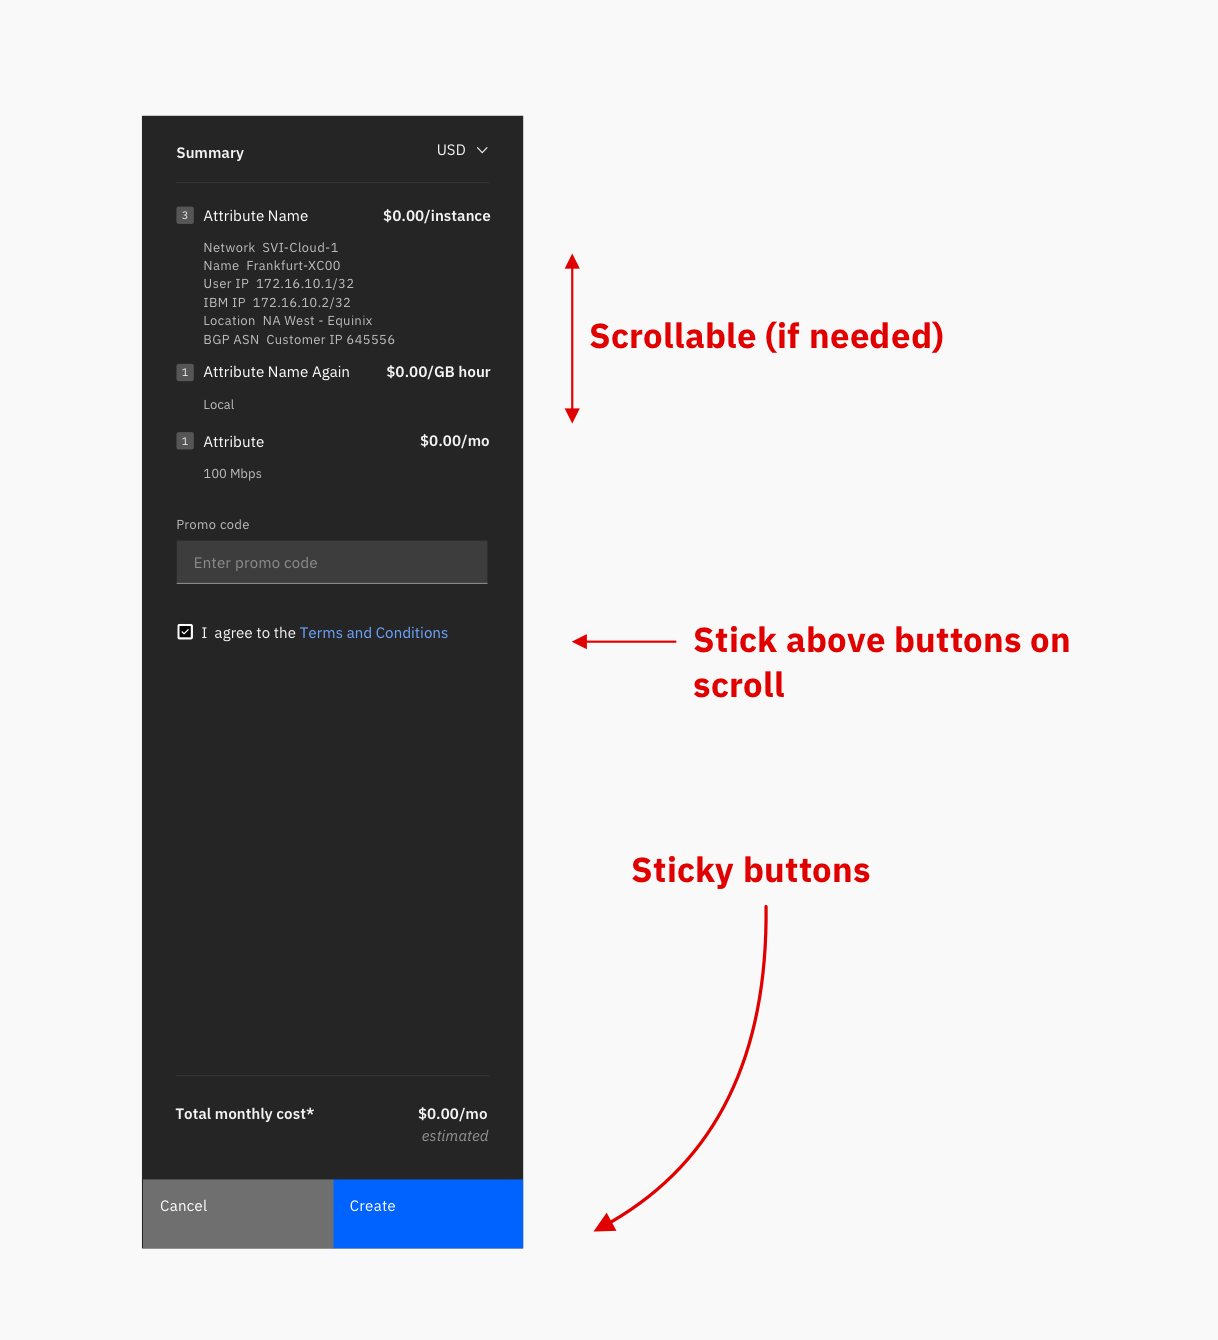 Summary
USD
3 Attribute Name $0.00/instance
Network SVI-Cloud-1
Name Frankfurt-XC00
User IP 172.16.10.1/32
IBM IP 172.16.10.2/32
Location NA West - Equinix
BGP ASN Customer IP 645556
1 Attribute Name Again $0.00/GB hour
Local
1 Attribute $0.00/mo
100 Mbps
Promo code
Enter promo code
I agree to the Terms and Conditions
Total monthly cost* $0.00/mo
estimated
Cancel
Create
Scrollable (if needed)
Stick above buttons on
scroll
Sticky buttons